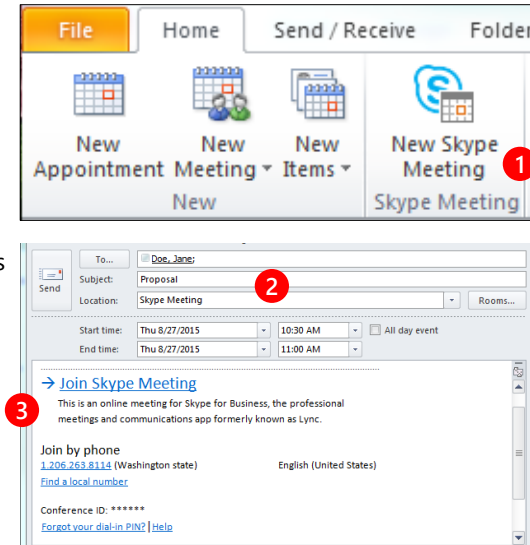 File Home Send / Receive Folder
New Appointment New Meeting New Items New Skype Meeting 1
New Skype Meeting
s
To... Doe, Jane;
Send Subject: Proposal 2
Location: Skype Meeting Rooms...
Start time: Thu 8/27/2015 10:30 AM All day event
End time: Thu 8/27/2015 11:00 AM
→ Join Skype Meeting
3 This is an online meeting for Skype for Business, the professional
meetings and communications app formerly known as Lync.
Join by phone
1.206.263.8114 (Washington state) English (United States)
Find a local number
Conference ID: ******
Forgot your dial-in PIN? | Help